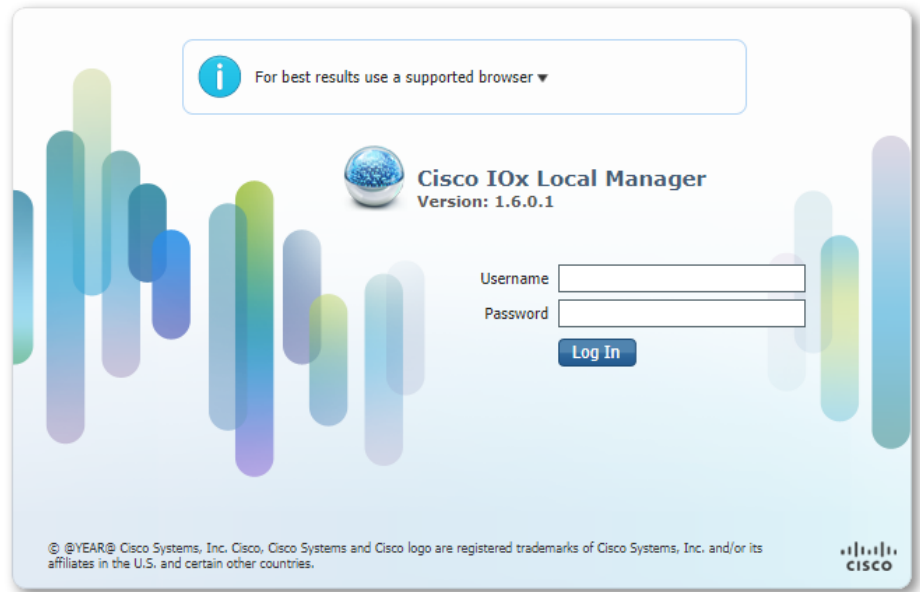 For best results use a supported browser ▼
Cisco IOx Local Manager
Version: 1.6.0.1
Username
Password
Log In
© @YEAR@ Cisco Systems, Inc. Cisco, Cisco Systems and Cisco logo are registered trademarks of Cisco Systems, Inc. and/or its
affiliates in the U.S. and certain other countries.
CISCO